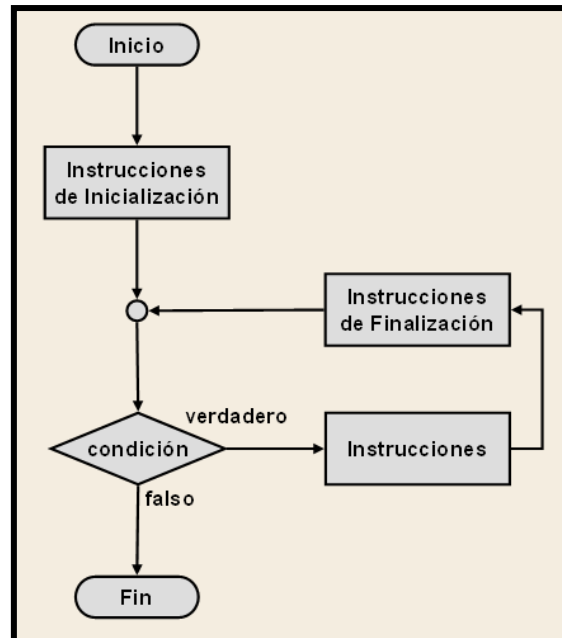 Inicio
Instrucciones
de Inicialización
Instrucciones
de Finalización
verdadero
condición
Instrucciones
falso
Fin